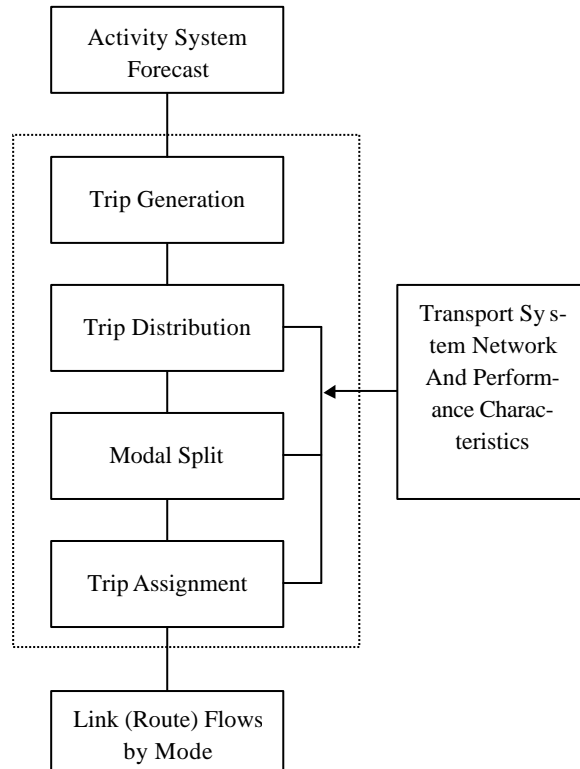 Activity System
Forecast
Trip Generation
Trip Distribution
Modal Split
Trip Assignment
Link (Route) Flows
by Mode
Transport Sys-
tem Network
And Perform-
ance Charac-
teristics